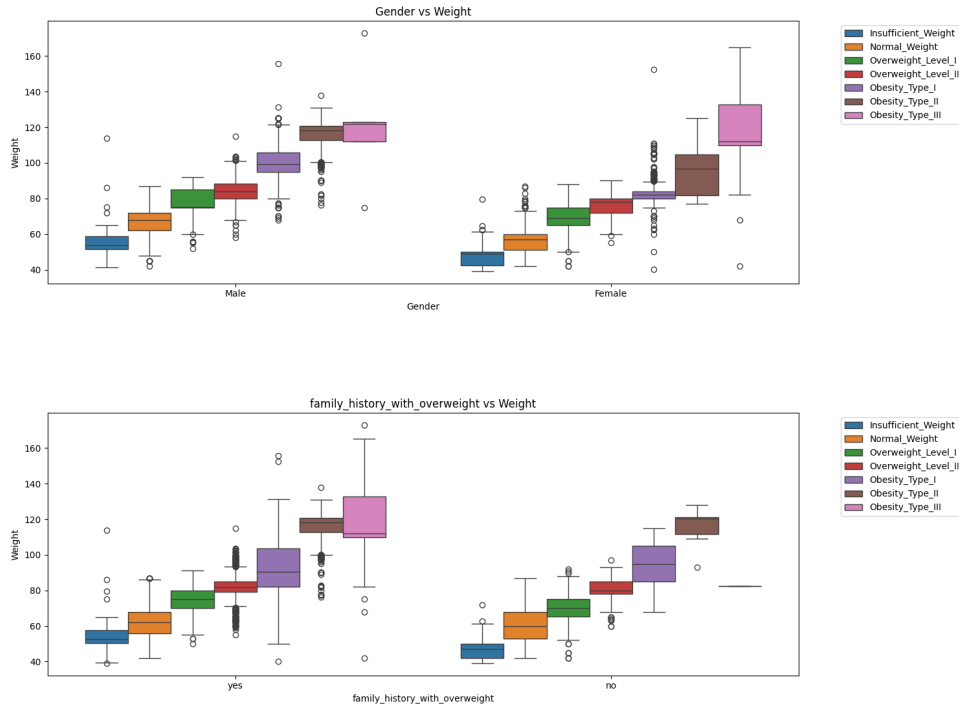 Gender vs Weight
Weight
160
140
120
100
80
60
40
Male
Female
Gender
Insufficient_Weight
Normal_Weight
Overweight_Level_I
Overweight_Level_II
Obesity_Type_I
Obesity_Type_II
Obesity_Type_III
family_history_with_overweight vs Weight
Weight
160
140
120
100
80
60
40
yes
no
family_history_with_overweight
Insufficient_Weight
Normal_Weight
Overweight_Level_I
Overweight_Level_II
Obesity_Type_I
Obesity_Type_II
Obesity_Type_III